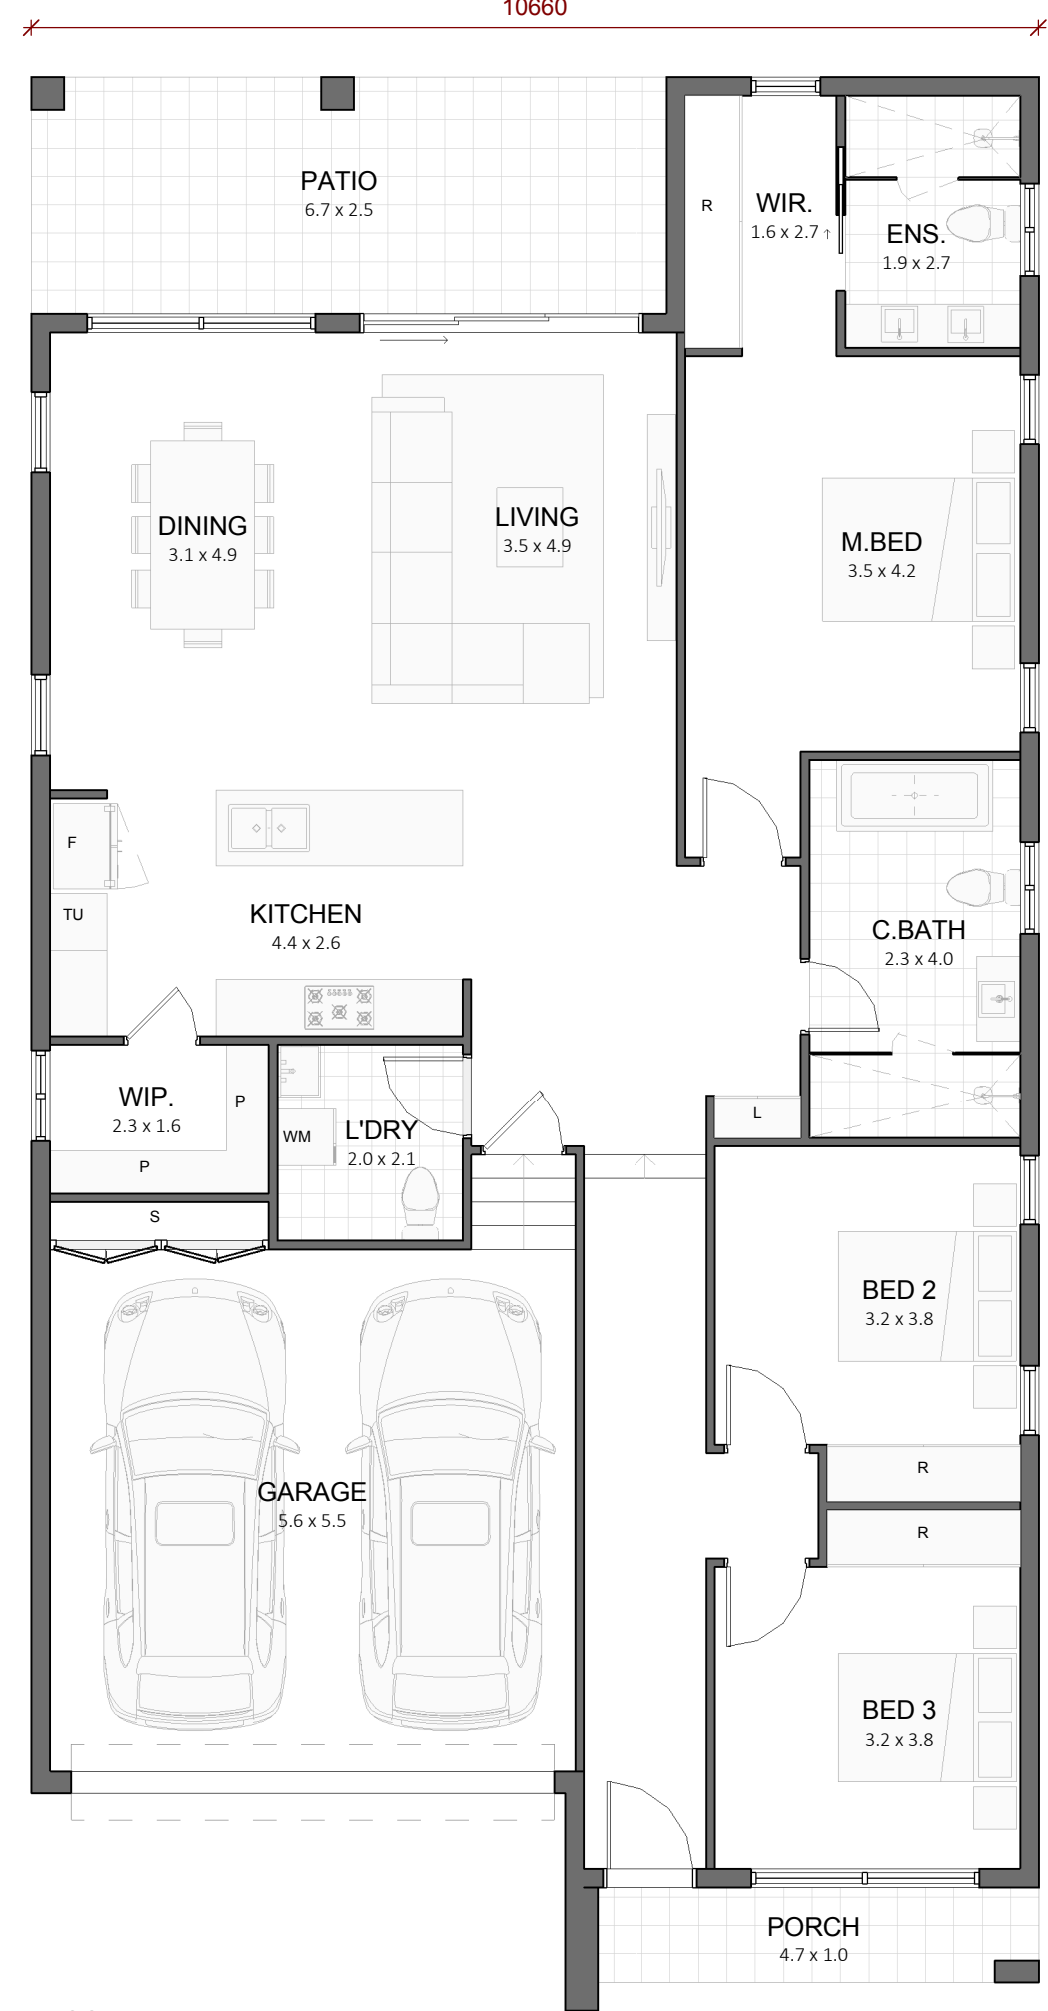 10660
PATIO
6.7 x 2.5
R
WIR.
1.6 x 2.7
ENS.
1.9 x 2.7
DINING
3.1 x 4.9
LIVING
3.5 x 4.9
M.BED
3.5 x 4.2
F
TU
KITCHEN
4.4 x 2.6
C.BATH
2.3 x 4.0
WIP.
2.3 x 1.6
P
P
WM
L'DRY
2.0 x 2.1
L
S
BED 2
3.2 x 3.8
R
R
GARAGE
5.6 x 5.5
BED 3
3.2 x 3.8
PORCH
4.7 x 1.0